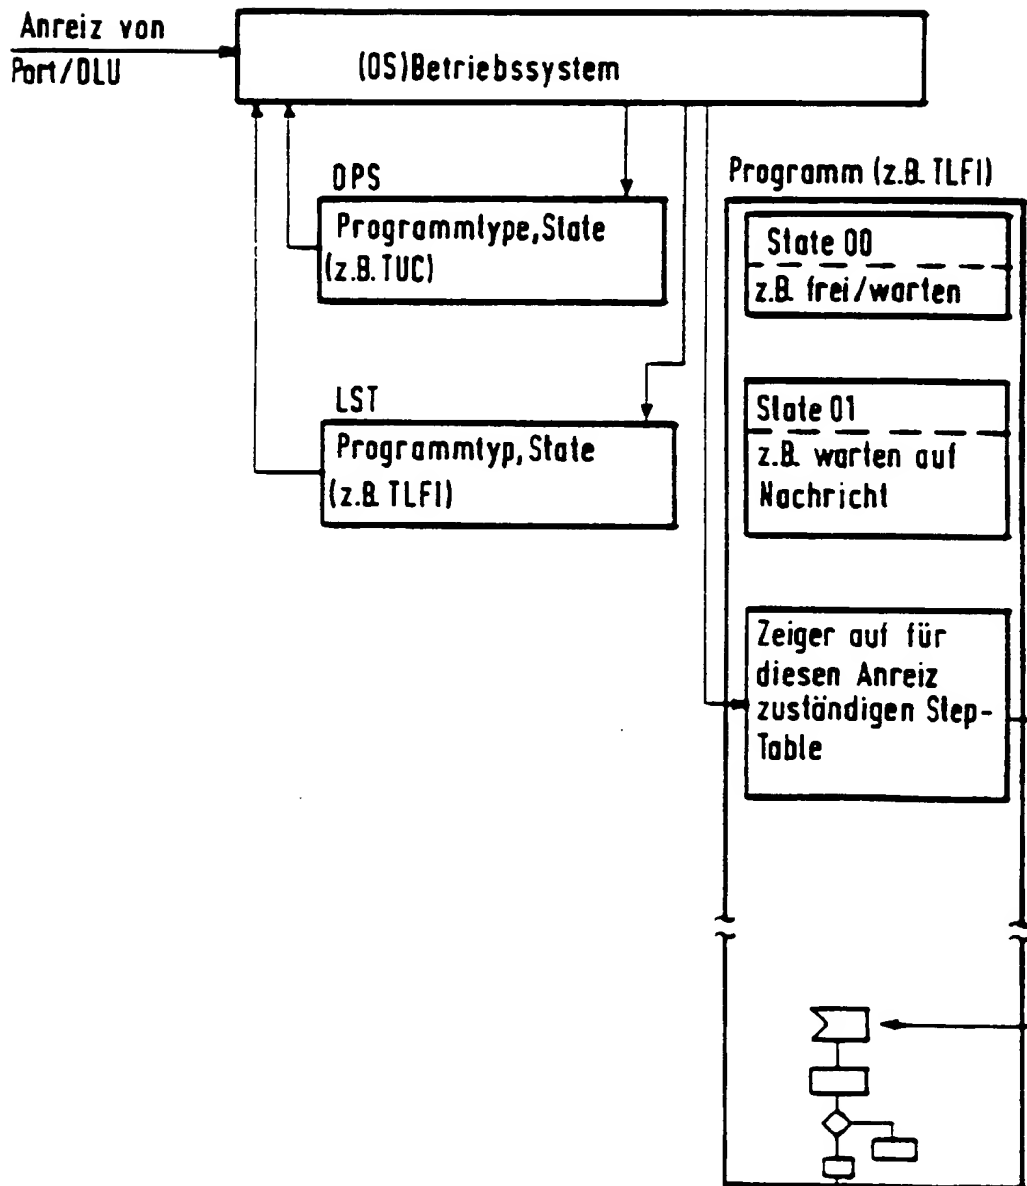 Anreiz von
Port/DLU
(OS)Betriebssystem
OPS
Programmtype,State
(z.B. TUC)
LST
Programmtyp,State
(z.B. TLFI)
Programm (z.B. TLFI)
State 00
z.B. frei/warten
State 01
z.B. warten auf
Nachricht
Zeiger auf für
diesen Anreiz
zuständigen Step-
Table